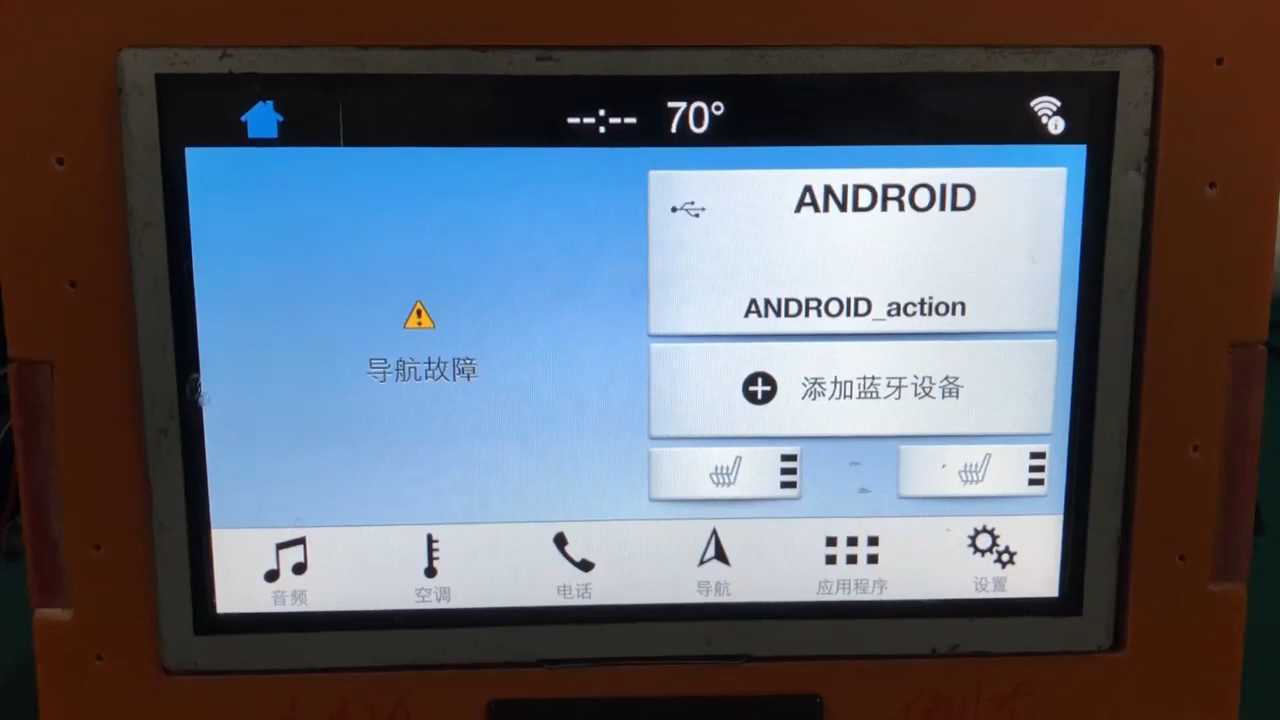 --:-- 70°
ANDROID
ANDROID_action
导航故障
添加蓝牙设备
音频
空调
电话
导航
应用程序
设置